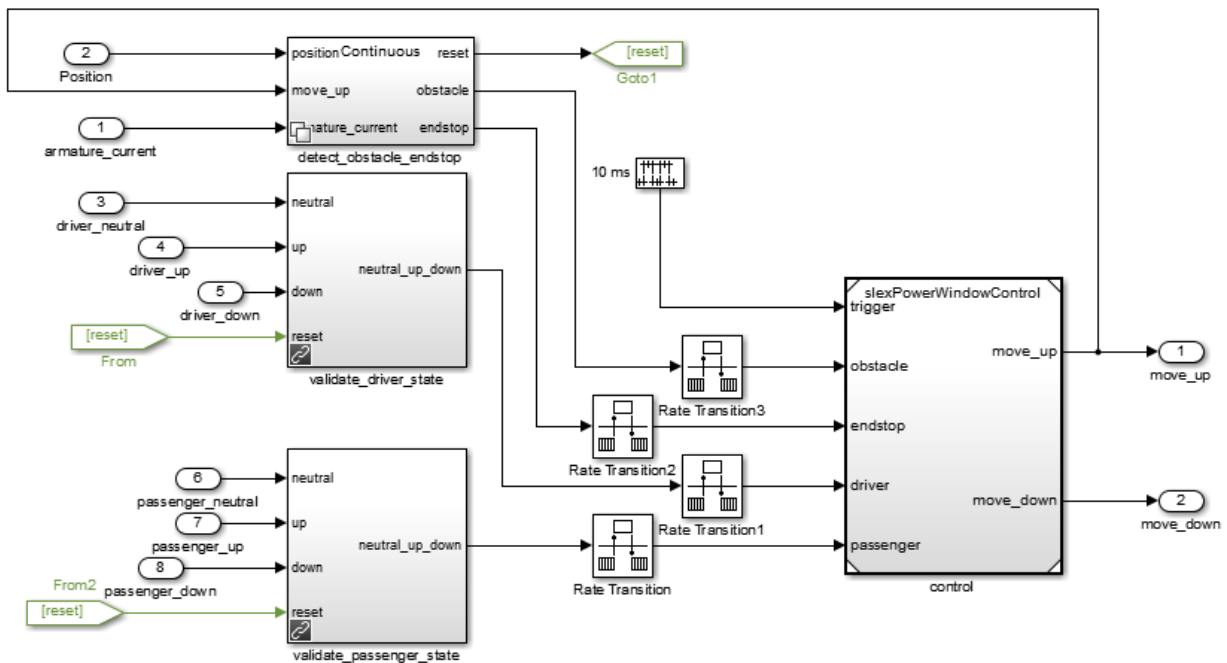 2
Position
position
Continuous
reset
move_up
obstacle
1
armature_current
mature_current
endstop
detect_obstacle_endstop
[reset]
Goto1
10 ms
3
driver_neutral
neutral
4
driver_up
up
neutral_up_down
5
driver_down
down
[reset]
From
reset
validate_driver_state
slexPowerWindowControl
trigger
move_up
1
move_up
obstacle
Rate Transition3
endstop
Rate Transition2
driver
Rate Transition1
move_down
2
move_down
passenger
Rate Transition
control
6
passenger_neutral
neutral
7
passenger_up
up
neutral_up_down
8
passenger_down
down
From2
[reset]
reset
validate_passenger_state